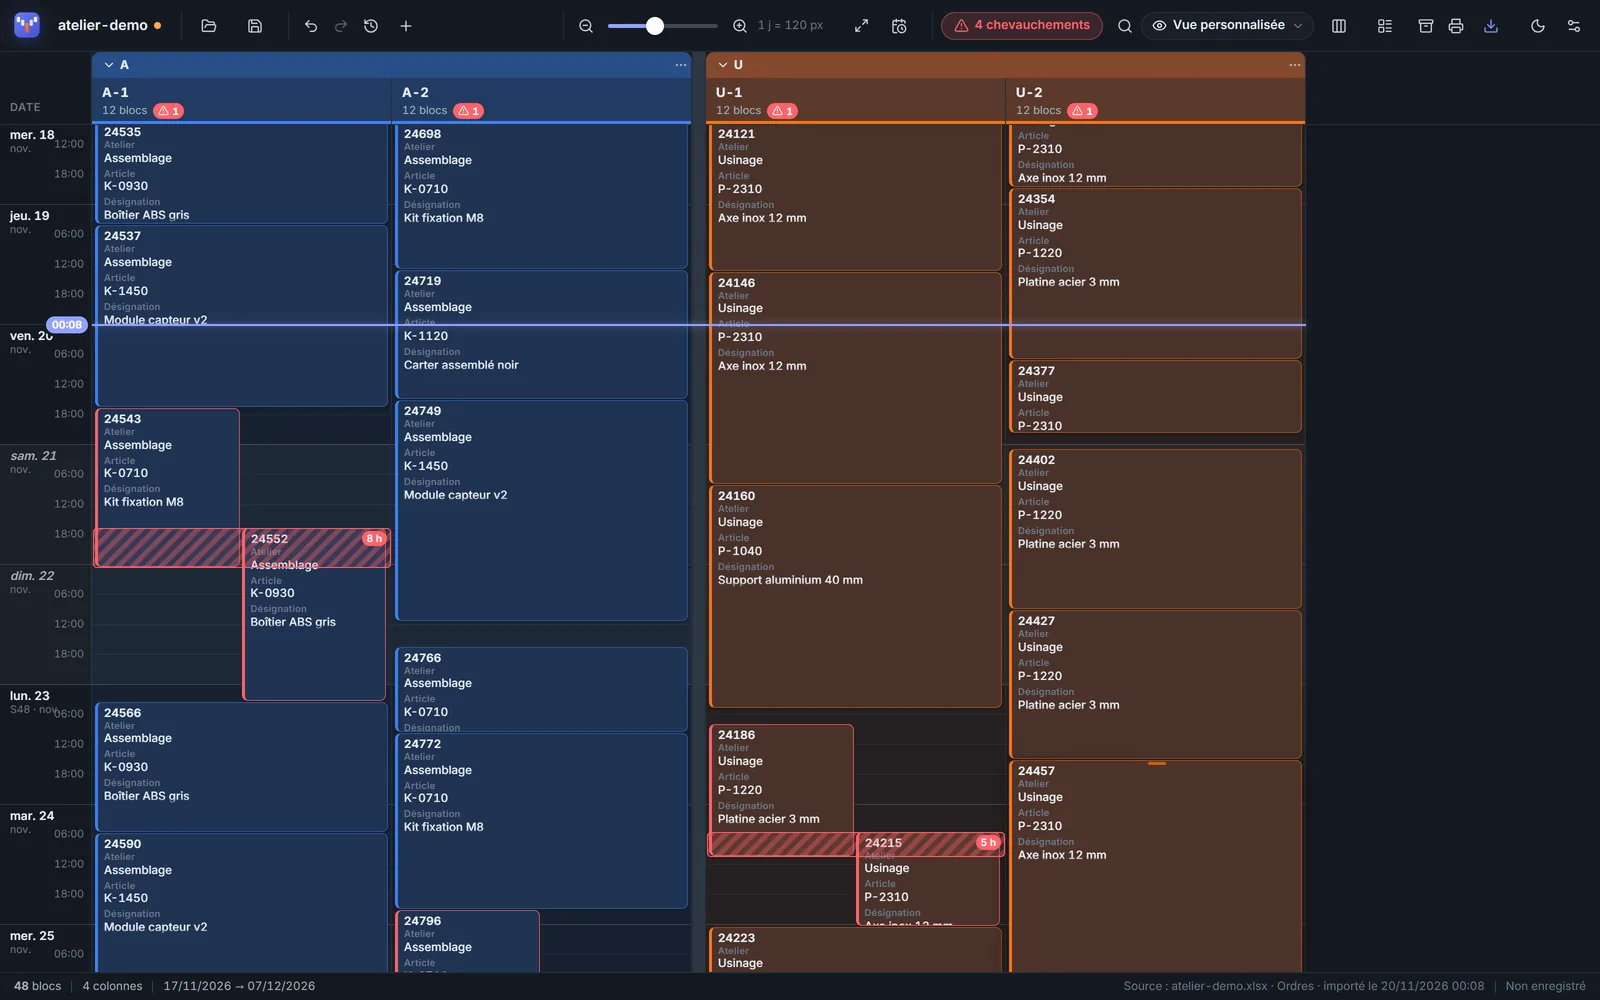 atelier-demo
1 j = 120 px
4 chevauchements
Vue personnalisée
A
U
DATE
A-1
12 blocs 1
A-2
12 blocs 1
U-1
12 blocs 1
U-2
12 blocs 1
mer. 18
nov.
12:00
18:00
jeu. 19
nov.
06:00
12:00
18:00
00:08
ven. 20
nov.
06:00
12:00
18:00
sam. 21
nov.
06:00
12:00
18:00
dim. 22
nov.
06:00
12:00
18:00
lun. 23
S48 · nov.
06:00
12:00
18:00
mar. 24
nov.
06:00
12:00
18:00
mer. 25
nov.
06:00
24535
Atelier
Assemblage
Article
K-0930
Désignation
Boîtier ABS gris
24537
Atelier
Assemblage
Article
K-1450
Désignation
Module capteur v2
24543
Atelier
Assemblage
Article
K-0710
Désignation
Kit fixation M8
24552
8 h
Atelier
Assemblage
Article
K-0930
Désignation
Boîtier ABS gris
24566
Atelier
Assemblage
Article
K-0930
Désignation
Boîtier ABS gris
24590
Atelier
Assemblage
Article
K-1450
Désignation
Module capteur v2
24698
Atelier
Assemblage
Article
K-0710
Désignation
Kit fixation M8
24719
Atelier
Assemblage
Article
K-1120
Désignation
Carter assemblé noir
24749
Atelier
Assemblage
Article
K-1450
Désignation
Module capteur v2
24766
Atelier
Assemblage
Article
K-0710
Désignation
24772
Atelier
Assemblage
Article
K-0710
Désignation
Kit fixation M8
24796
Atelier
Assemblage
Article
24121
Atelier
Usinage
Article
P-2310
Désignation
Axe inox 12 mm
24146
Atelier
Usinage
Article
P-2310
Désignation
Axe inox 12 mm
24160
Atelier
Usinage
Article
P-1040
Désignation
Support aluminium 40 mm
24186
Atelier
Usinage
Article
P-1220
Désignation
Platine acier 3 mm
24215
5 h
Atelier
Usinage
Article
P-2310
Désignation
Axe inox 12 mm
24223
Atelier
Usinage
Article
P-2310
Désignation
Axe inox 12 mm
24354
Atelier
Usinage
Article
P-1220
Désignation
Platine acier 3 mm
24377
Atelier
Usinage
Article
P-2310
24402
Atelier
Usinage
Article
P-1220
Désignation
Platine acier 3 mm
24427
Atelier
Usinage
Article
P-1220
Désignation
Platine acier 3 mm
24457
Atelier
Usinage
Article
P-2310
Désignation
Axe inox 12 mm
48 blocs
4 colonnes
17/11/2026 → 07/12/2026
Source : atelier-demo.xlsx · Ordres · importé le 20/11/2026 00:08
Non enregistré